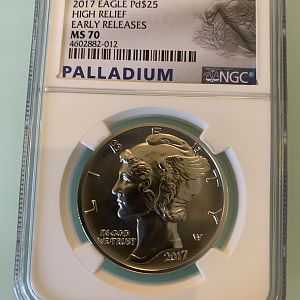 2017 EAGLE Pd$25
HIGH RELIEF
EARLY RELEASES
MS 70
4602882-012
PALLADIUM
NGC
LIBERTY
IN GOD
WE TRUST
2017